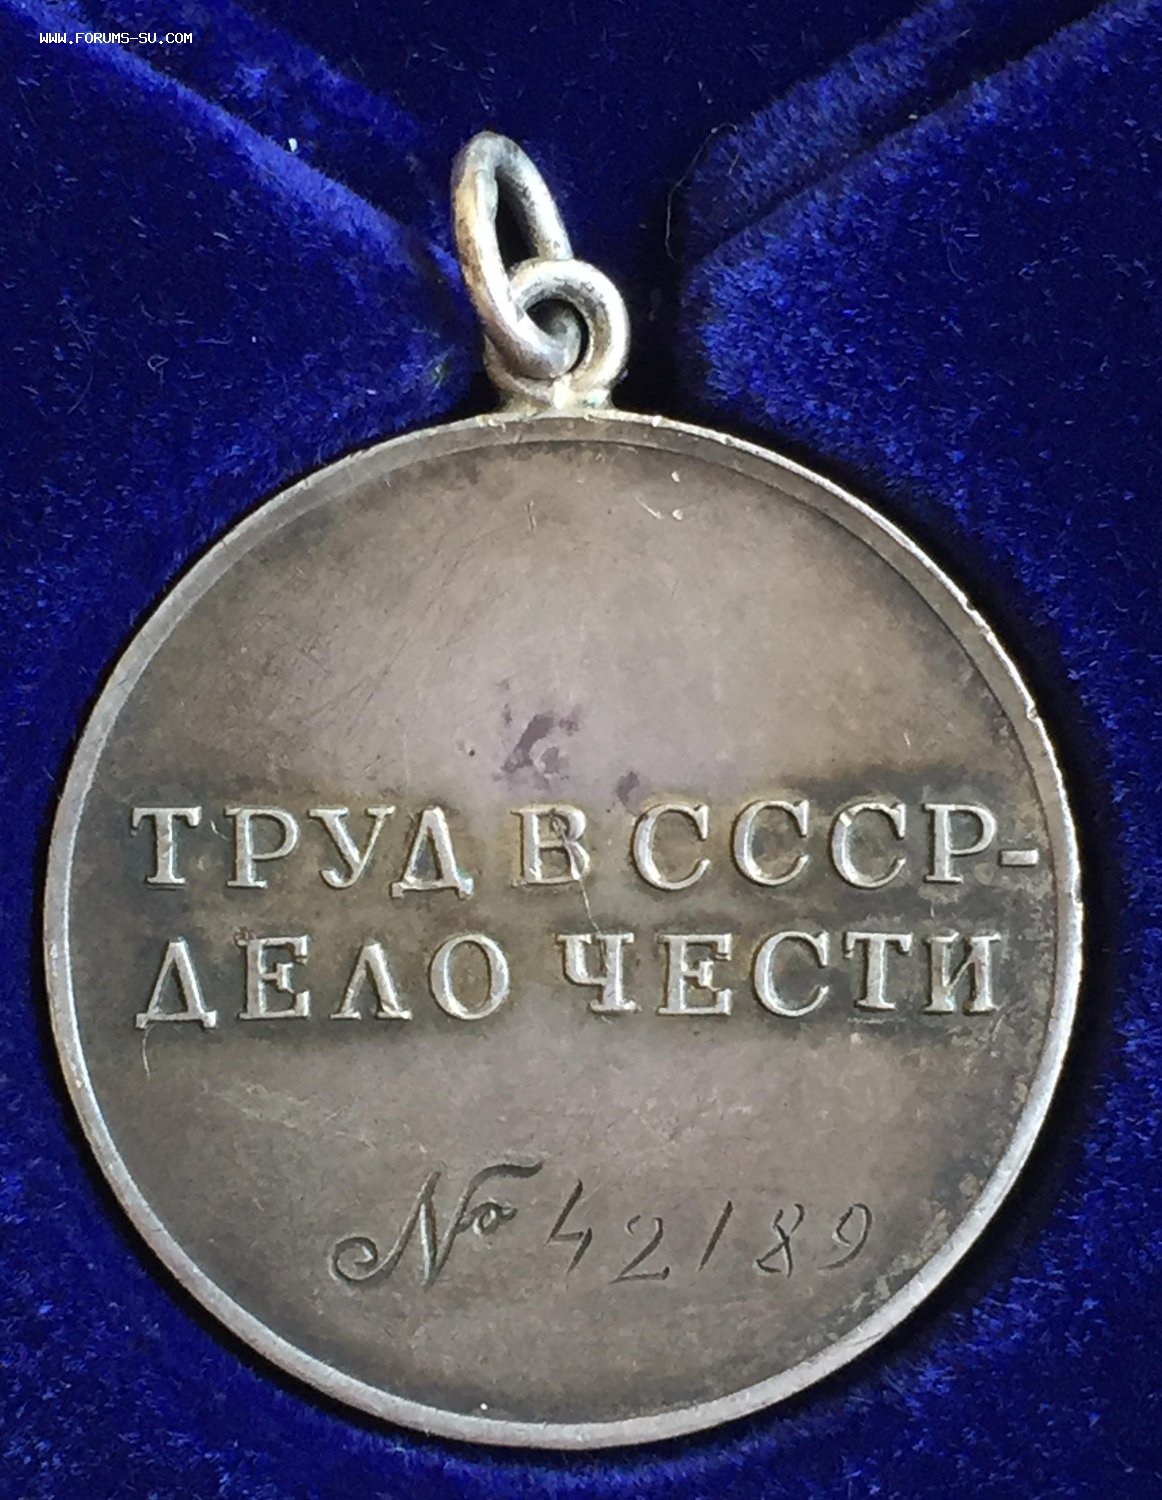 WWW.FORUMS-SU.COM
ТРУД В СССР-
ДЕЛО ЧЕСТИ
№ 42189